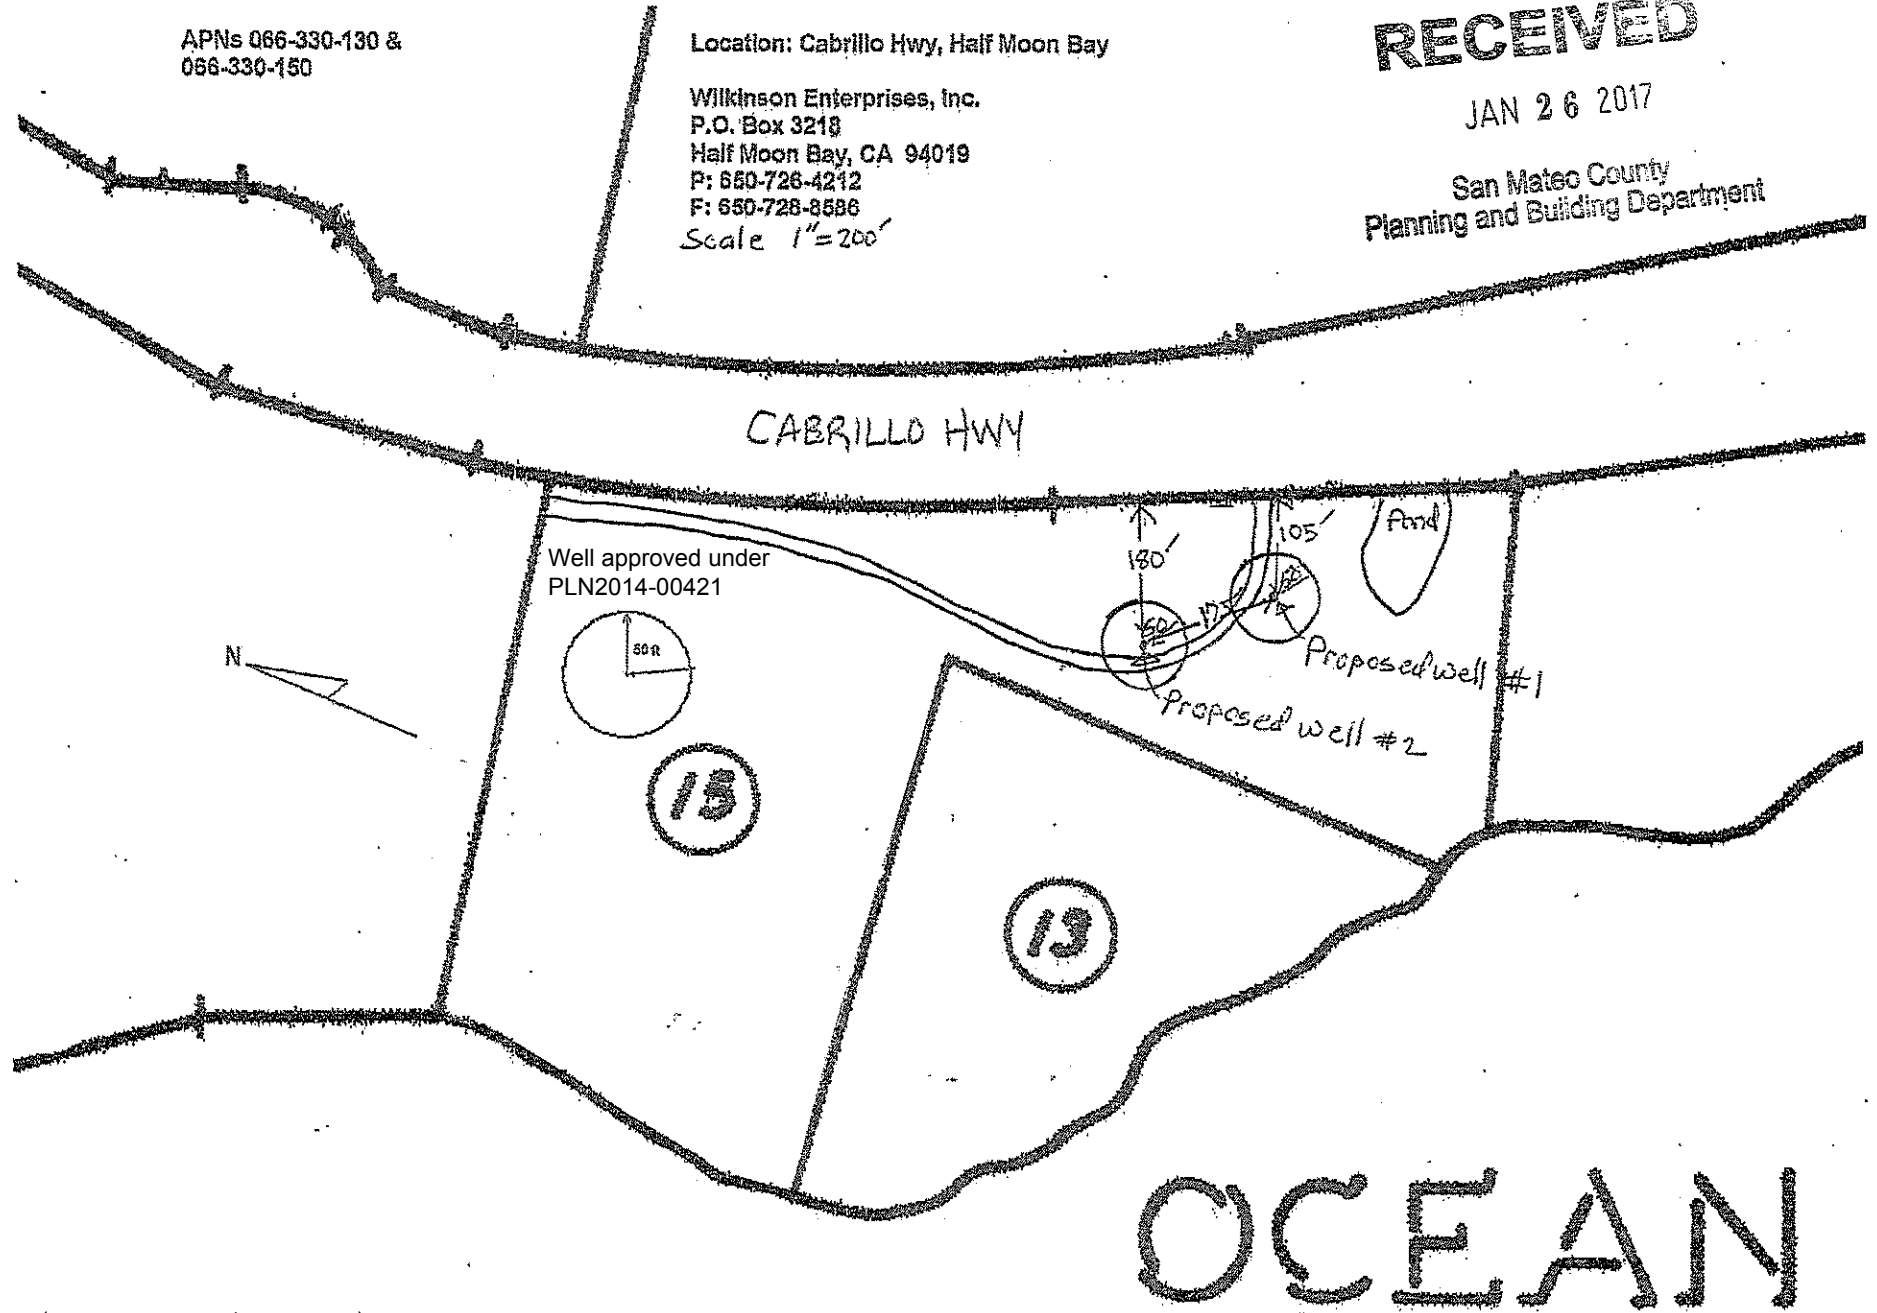 APNs 066-330-130 &
066-330-150
Location: Cabrillo Hwy, Half Moon Bay
Wilkinson Enterprises, Inc.
P.O. Box 3218
Half Moon Bay, CA 94019
P: 650-726-4212
F: 650-728-8586
Scale 1"=200'
RECEIVED
JAN 26 2017
San Mateo County
Planning and Building Department
CABRILLO HWY
Well approved under
PLN2014-00421
50 ft
N
180'
105'
Pond
50'
Proposed well #1
Proposed well #2
15
13
OCEAN